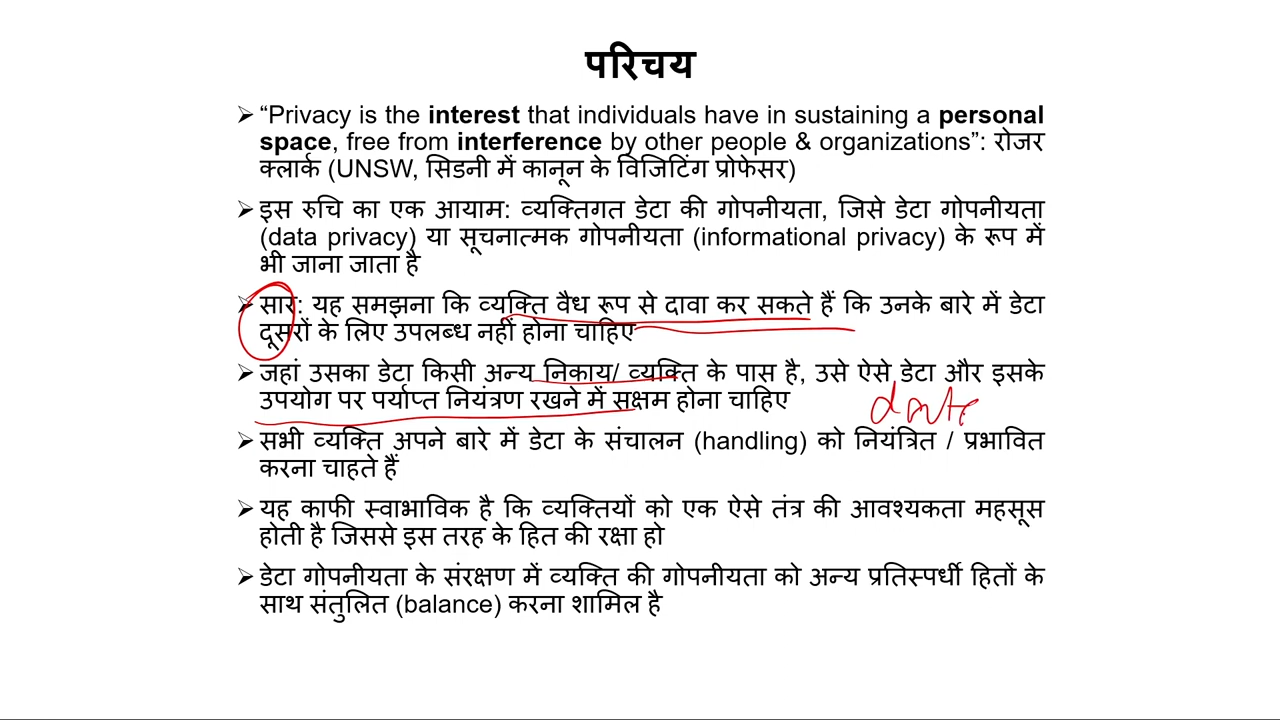 परिचय
➢ “Privacy is the interest that individuals have in sustaining a personal
space, free from interference by other people & organizations”: रोजर
क्लार्क (UNSW, सिडनी में कानून के विजिटिंग प्रोफेसर)
➢ इस रुचि का एक आयाम: व्यक्तिगत डेटा की गोपनीयता, जिसे डेटा गोपनीयता
(data privacy) या सूचनात्मक गोपनीयता (informational privacy) के रूप में
भी जाना जाता है
➢ सार: यह समझना कि व्यक्ति वैध रूप से दावा कर सकते हैं कि उनके बारे में डेटा
दूसरों के लिए उपलब्ध नहीं होना चाहिए
➢ जहां उसका डेटा किसी अन्य निकाय/ व्यक्ति के पास है, उसे ऐसे डेटा और इसके
उपयोग पर पर्याप्त नियंत्रण रखने में सक्षम होना चाहिए
➢ सभी व्यक्ति अपने बारे में डेटा के संचालन (handling) को नियंत्रित / प्रभावित
करना चाहते हैं
➢ यह काफी स्वाभाविक है कि व्यक्तियों को एक ऐसे तंत्र की आवश्यकता महसूस
होती है जिससे इस तरह के हित की रक्षा हो
➢ डेटा गोपनीयता के संरक्षण में व्यक्ति की गोपनीयता को अन्य प्रतिस्पर्धी हितों के
साथ संतुलित (balance) करना शामिल है